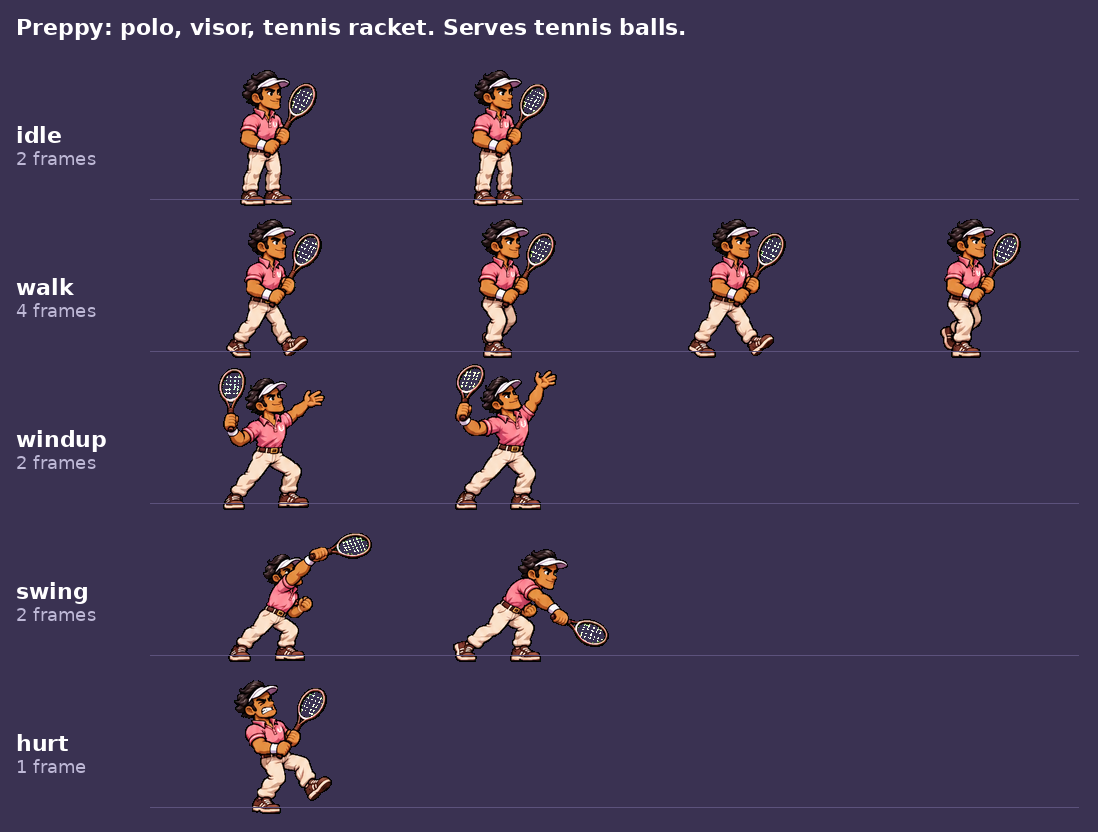 Preppy: polo, visor, tennis racket. Serves tennis balls.
idle
2 frames
walk
4 frames
windup
2 frames
swing
2 frames
hurt
1 frame